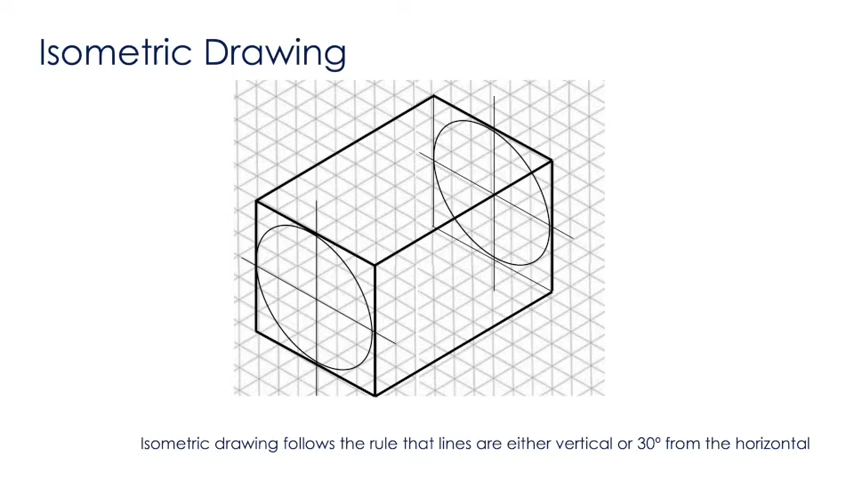 Isometric Drawing
Isometric drawing follows the rule that lines are either vertical or 30º from the horizontal